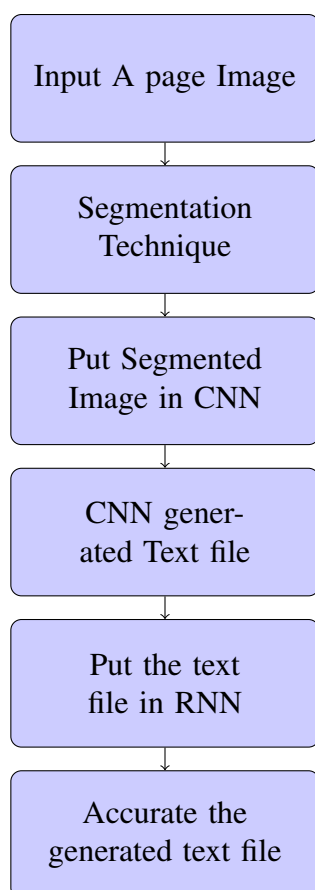 Input A page Image
Segmentation
Technique
Put Segmented
Image in CNN
CNN gener-
ated Text file
Put the text
file in RNN
Accurate the
generated text file